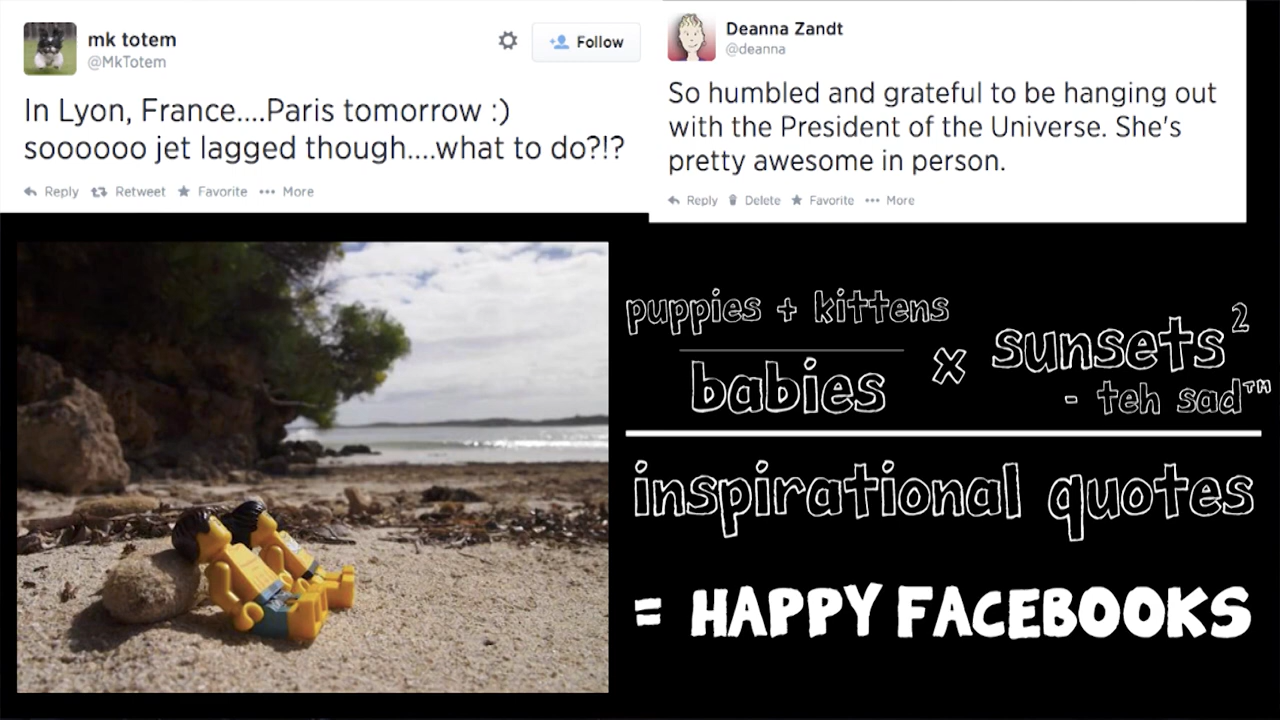 mk totem
@MkTotem
Follow
In Lyon, France....Paris tomorrow :)
soooooo jet lagged though....what to do?!?
Reply Retweet Favorite More
Deanna Zandt
@deanna
So humbled and grateful to be hanging out
with the President of the Universe. She's
pretty awesome in person.
Reply Delete Favorite More
puppies + kittens
babies x sunsets²
- teh sad™
inspirational quotes
= HAPPY FACEBOOKS